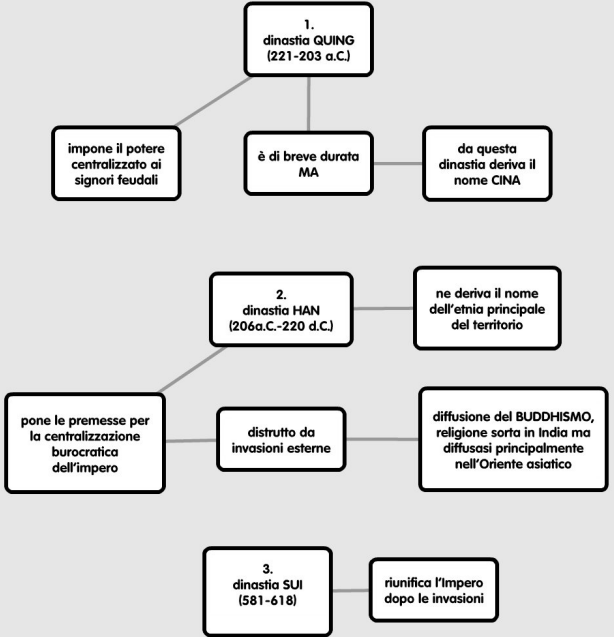 1.
dinastia QUING
(221-203 a.C.)
impone il potere
centralizzato ai
signori feudali
è di breve durata
MA
da questa
dinastia deriva il
nome CINA
2.
dinastia HAN
(206a.C.-220 d.C.)
ne deriva il nome
dell'etnia principale
del territorio
pone le premesse per
la centralizzazione
burocratica
dell'impero
distrutto da
invasioni esterne
diffusione del BUDDHISMO,
religione sorta in India ma
diffusasi principalmente
nell'Oriente asiatico
3.
dinastia SUI
(581-618)
riunifica l'Impero
dopo le invasioni